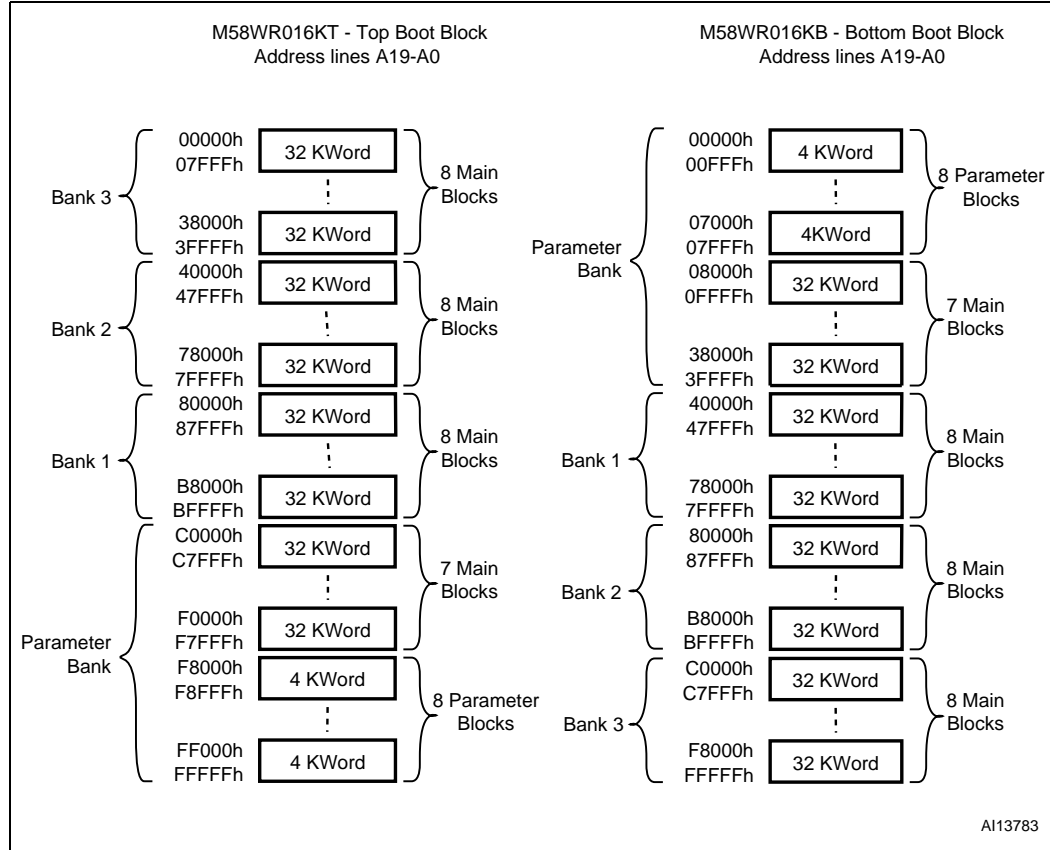 M58WR016KT - Top Boot Block
Address lines A19-A0
00000h
07FFFh
32 KWord
Bank 3
8 Main
Blocks
38000h
3FFFFh
32 KWord
40000h
47FFFh
32 KWord
Bank 2
8 Main
Blocks
78000h
7FFFFh
32 KWord
80000h
87FFFh
32 KWord
Bank 1
8 Main
Blocks
B8000h
BFFFFh
32 KWord
C0000h
C7FFFh
32 KWord
7 Main
Blocks
F0000h
F7FFFh
32 KWord
Parameter
Bank
F8000h
F8FFFh
4 KWord
8 Parameter
Blocks
FF000h
FFFFFh
4 KWord
M58WR016KB - Bottom Boot Block
Address lines A19-A0
00000h
00FFFh
4 KWord
8 Parameter
Blocks
07000h
07FFFh
4KWord
Parameter
Bank
08000h
0FFFFh
32 KWord
7 Main
Blocks
38000h
3FFFFh
32 KWord
40000h
47FFFh
32 KWord
Bank 1
8 Main
Blocks
78000h
7FFFFh
32 KWord
80000h
87FFFh
32 KWord
Bank 2
8 Main
Blocks
B8000h
BFFFFh
32 KWord
C0000h
C7FFFh
32 KWord
Bank 3
8 Main
Blocks
F8000h
FFFFFh
32 KWord
AI13783